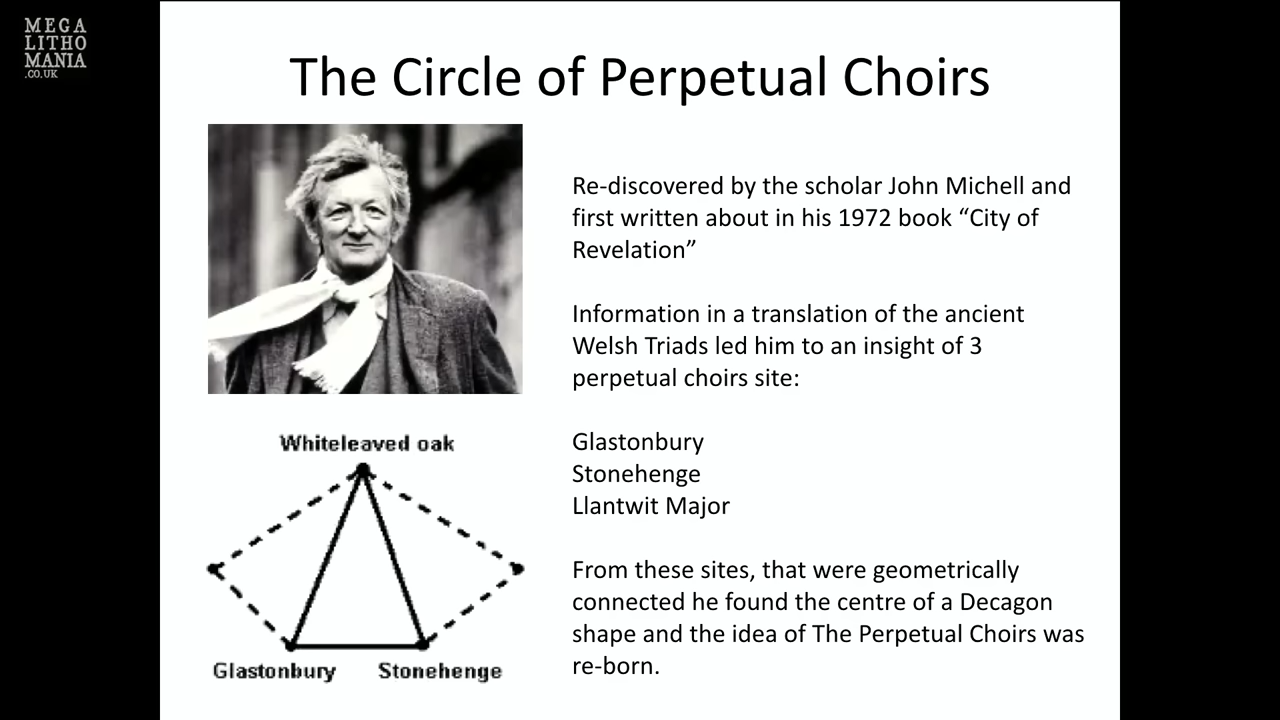 MEGA
LITHO
MANIA
.CO.UK
The Circle of Perpetual Choirs
Re-discovered by the scholar John Michell and
first written about in his 1972 book “City of
Revelation”
Information in a translation of the ancient
Welsh Triads led him to an insight of 3
perpetual choirs site:
Glastonbury
Stonehenge
Llantwit Major
From these sites, that were geometrically
connected he found the centre of a Decagon
shape and the idea of The Perpetual Choirs was
re-born.
Whiteleaved oak
Glastonbury
Stonehenge